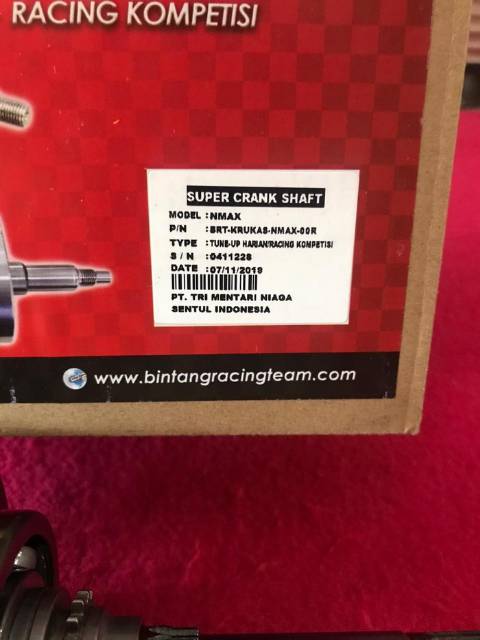 RACING KOMPETISI
SUPER CRANK SHAFT
MODEL : NMAX
P/N : BRT-KRUKAS-NMAX-00R
TYPE : TUNE-UP HARIAN/RACING KOMPETISI
S / N : 0411228
DATE : 07/11/2019
PT. TRI MENTARI NIAGA
SENTUL INDONESIA
www.bintangracingteam.com